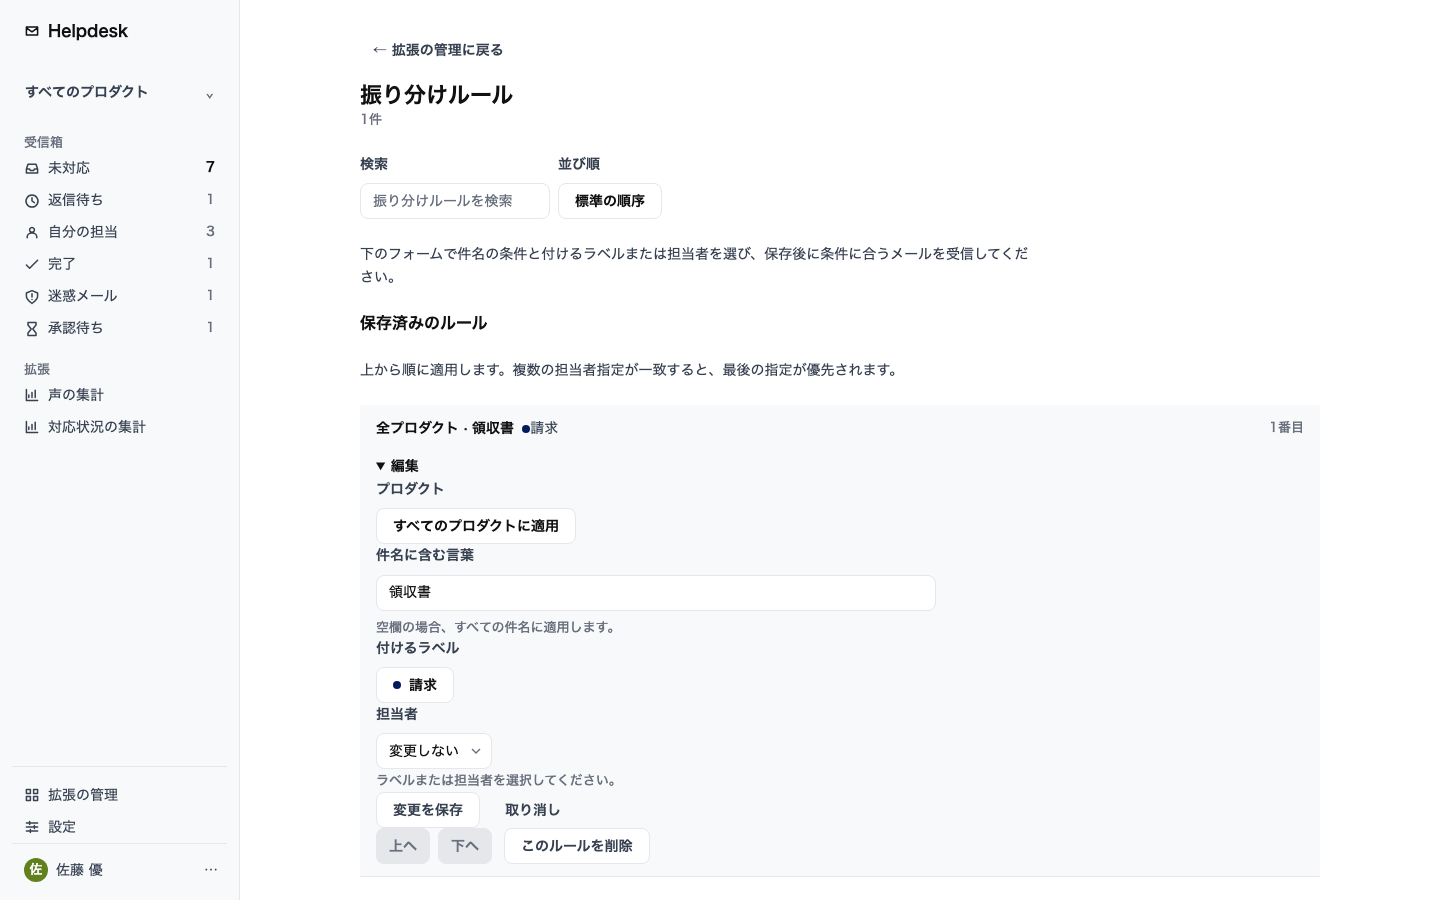 Helpdesk
すべてのプロダクト
受信箱
未対応 7
返信待ち 1
自分の担当 3
完了 1
迷惑メール 1
承認待ち 1
拡張
声の集計
対応状況の集計
拡張の管理
設定
佐 佐藤 優 …
← 拡張の管理に戻る
振り分けルール
1件
検索 並び順
振り分けルールを検索 標準の順序
下のフォームで件名の条件と付けるラベルまたは担当者を選び、保存後に条件に合うメールを受信してくだ
さい。
保存済みのルール
上から順に適用します。複数の担当者指定が一致すると、最後の指定が優先されます。
全プロダクト · 領収書 ●請求 1番目
▼ 編集
プロダクト
すべてのプロダクトに適用
件名に含む言葉
領収書
空欄の場合、すべての件名に適用します。
付けるラベル
● 請求
担当者
変更しない
ラベルまたは担当者を選択してください。
変更を保存 取り消し
上へ 下へ このルールを削除